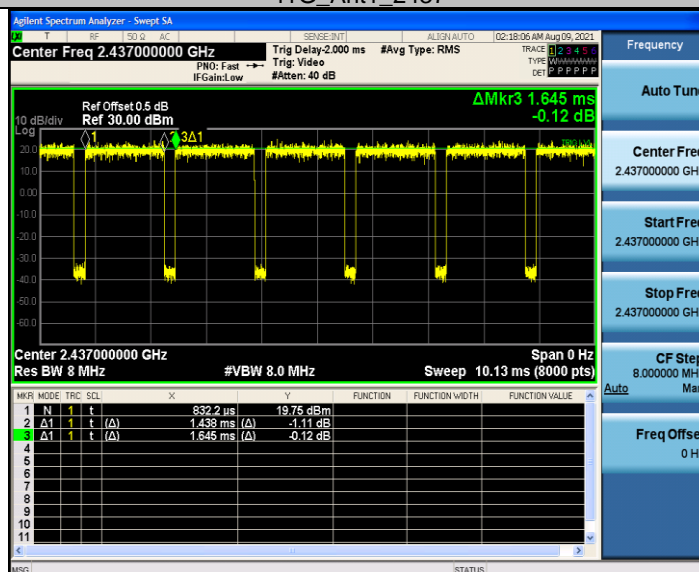 11G_Ant1_2437
Agilent Spectrum Analyzer - Swept SA
T RF 50 Ω AC SENSE:INT ALIGN AUTO 02:18:06 AM Aug 09, 2021
Center Freq 2.437000000 GHz
PNO: Fast
IFGain:Low
Trig Delay-2.000 ms
Trig: Video
#Atten: 40 dB
#Avg Type: RMS
TRACE 1 2 3 4 5 6
TYPE W
DET P P P P P P
Frequency
Auto Tune
ΔMkr3 1.645 ms
-0.12 dB
Ref Offset 0.5 dB
10 dB/div Ref 30.00 dBm
Log
1 3Δ1
20.0
10.0
0.00
-10.0
-20.0
-30.0
-40.0
-50.0
-60.0
Center Freq
2.437000000 GH
Start Freq
2.437000000 GH
Stop Freq
2.437000000 GH
CF Step
8.000000 MH
Auto Man
Freq Offse
0 H
Center 2.437000000 GHz Span 0 Hz
Res BW 8 MHz #VBW 8.0 MHz Sweep 10.13 ms (8000 pts)
MKR MODE TRC SCL X Y FUNCTION FUNCTION WIDTH FUNCTION VALUE
1 N 1 t 832.2 µs 19.75 dBm
2 Δ1 1 t (Δ) 1.438 ms (Δ) -1.11 dB
3 Δ1 1 t (Δ) 1.645 ms (Δ) -0.12 dB
4
5
6
7
8
9
10
11
MSG STATUS